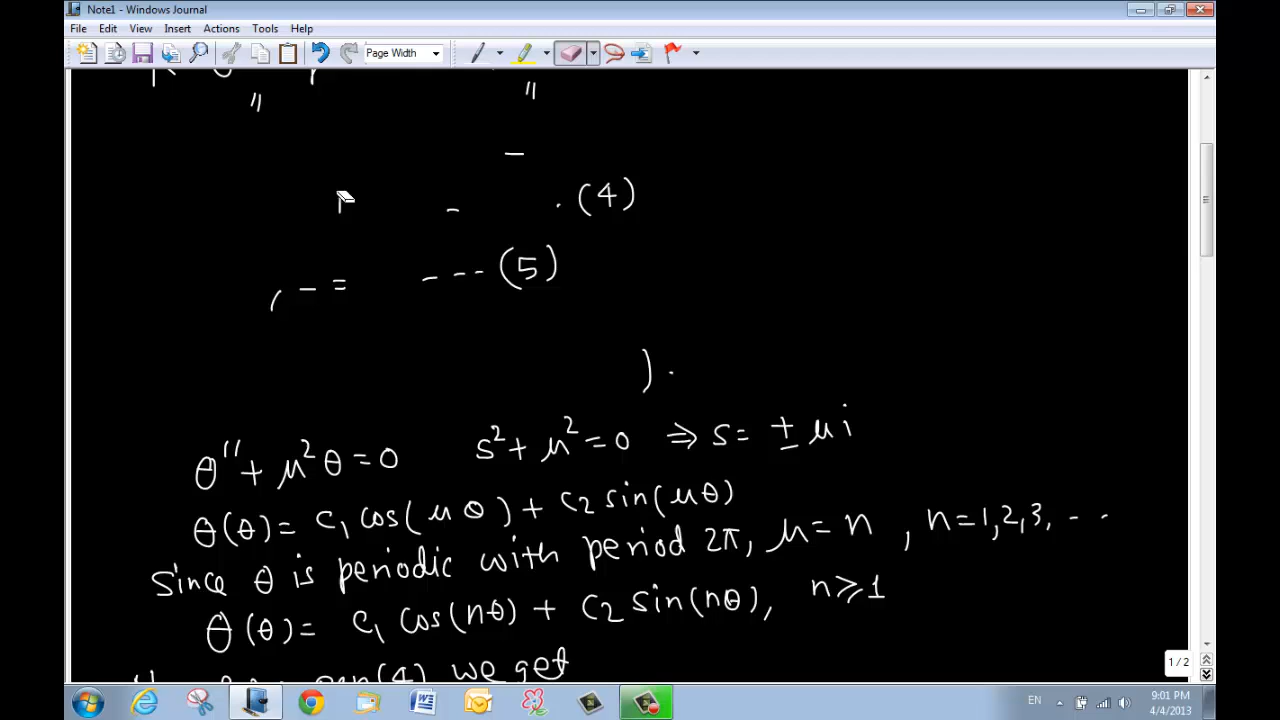 Note1 - Windows Journal
File Edit View Insert Actions Tools Help
Page Width
"
"
-
- . (4)
, - = - - - (5)
) .
θ'' + μ²θ = 0 s² + μ² = 0 ⇒ s = ± μi
θ(θ) = c₁ cos(μθ) + c₂ sin(μθ)
Since θ is periodic with period 2π, μ = n , n = 1,2,3, - - -
θ(θ) = c₁ cos(nθ) + c₂ sin(nθ), n ≥ 1
(4) we get
1 / 2
EN
9:01 PM
4/4/2013